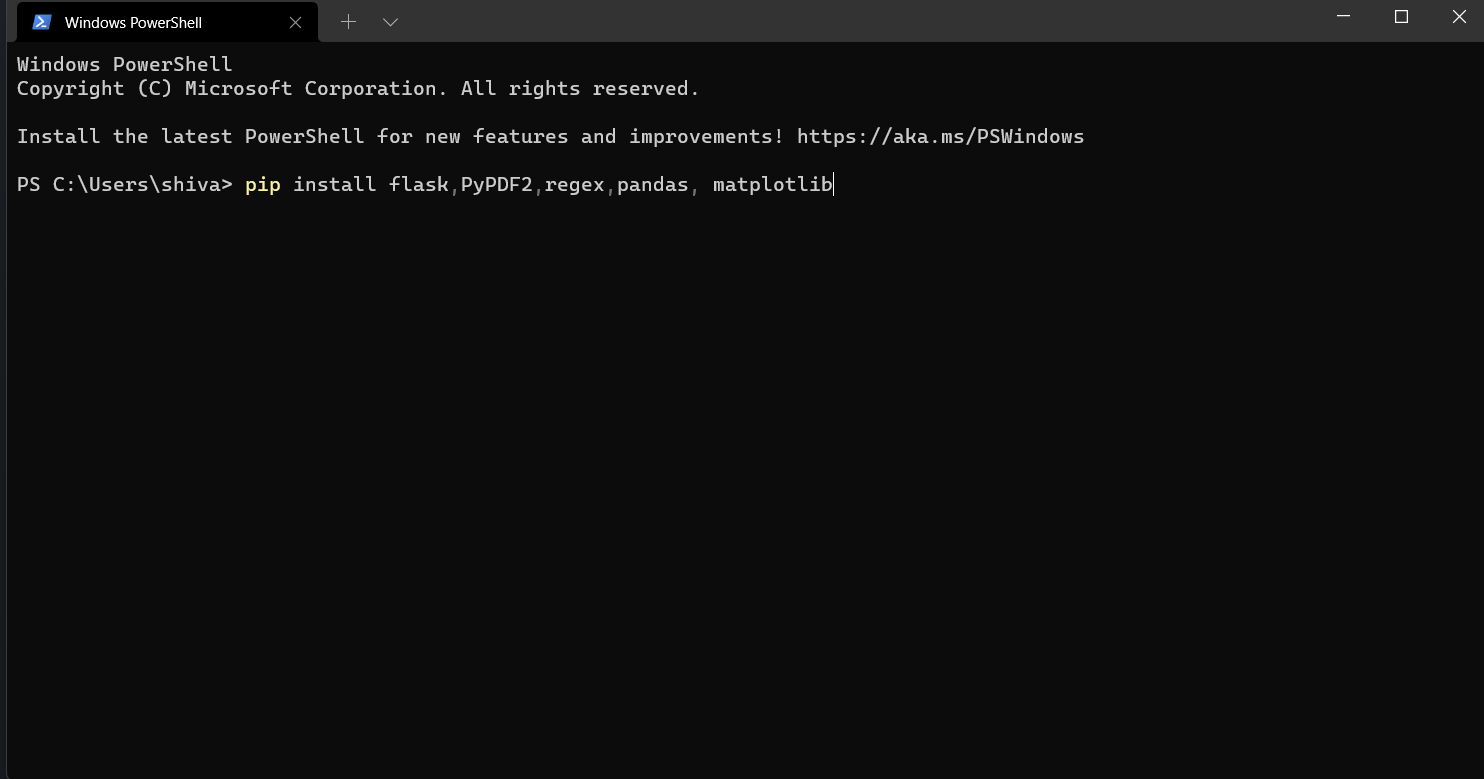 Windows PowerShell
Windows PowerShell
Copyright (C) Microsoft Corporation. All rights reserved.
Install the latest PowerShell for new features and improvements! https://aka.ms/PSWindows
PS C:\Users\shiva> pip install flask,PyPDF2,regex,pandas, matplotlib